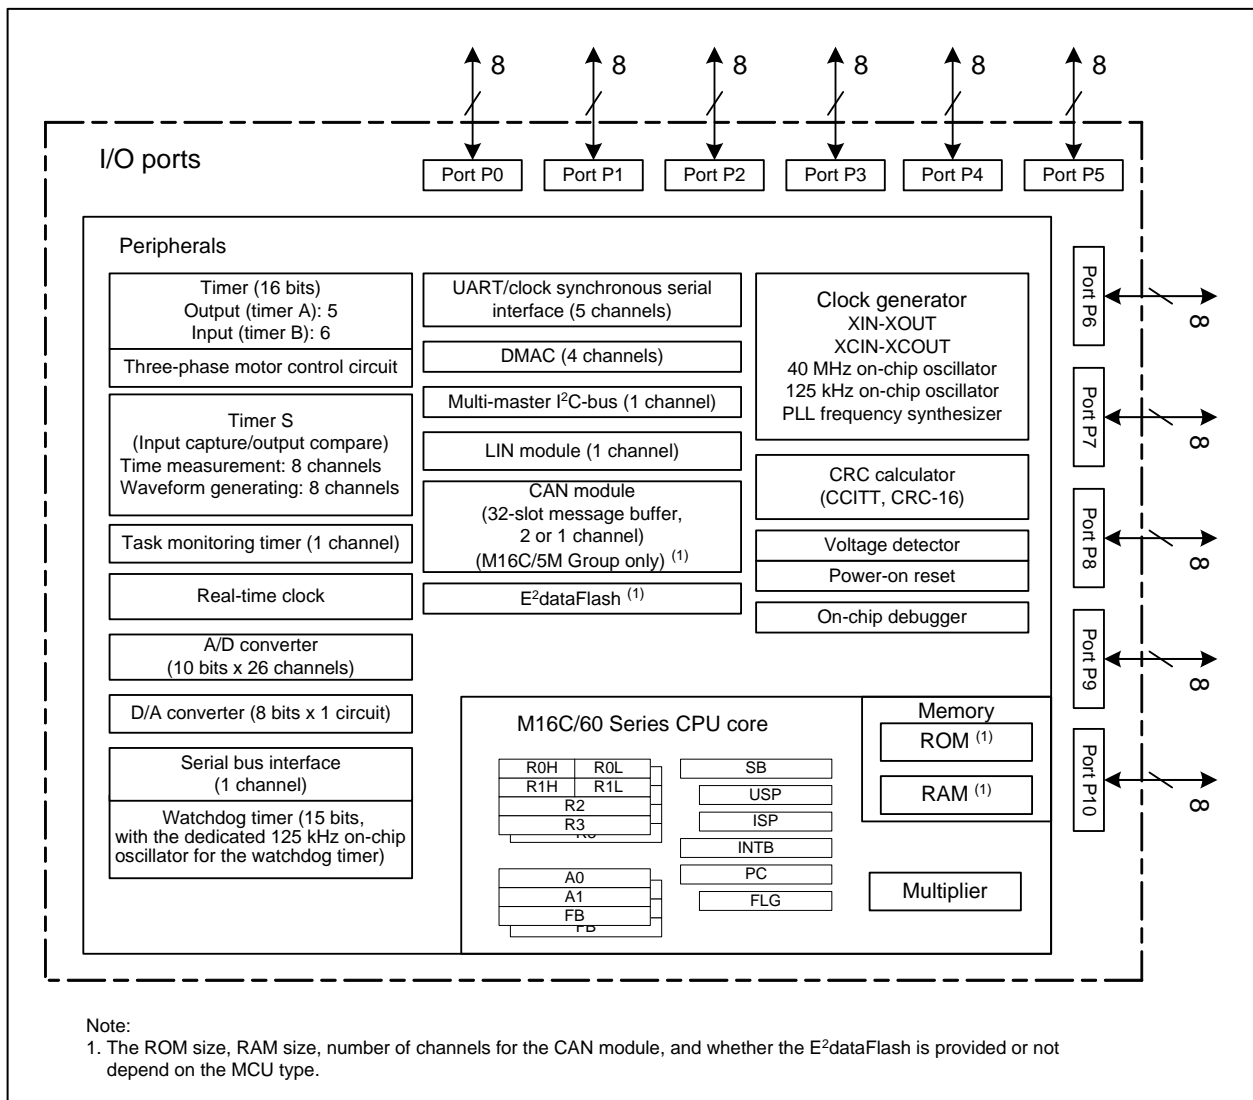 8 8 8 8 8 8
I/O ports
Port P0 Port P1 Port P2 Port P3 Port P4 Port P5
Peripherals
Timer (16 bits)
Output (timer A): 5
Input (timer B): 6
Three-phase motor control circuit
Timer S
(Input capture/output compare)
Time measurement: 8 channels
Waveform generating: 8 channels
Task monitoring timer (1 channel)
Real-time clock
A/D converter
(10 bits x 26 channels)
D/A converter (8 bits x 1 circuit)
Serial bus interface
(1 channel)
Watchdog timer (15 bits,
with the dedicated 125 kHz on-chip
oscillator for the watchdog timer)
UART/clock synchronous serial
interface (5 channels)
DMAC (4 channels)
Multi-master I²C-bus (1 channel)
LIN module (1 channel)
CAN module
(32-slot message buffer,
2 or 1 channel)
(M16C/5M Group only) (1)
E²dataFlash (1)
Clock generator
XIN-XOUT
XCIN-XCOUT
40 MHz on-chip oscillator
125 kHz on-chip oscillator
PLL frequency synthesizer
CRC calculator
(CCITT, CRC-16)
Voltage detector
Power-on reset
On-chip debugger
Port P6
8
Port P7
8
Port P8
8
Port P9
8
Port P10
8
M16C/60 Series CPU core
R0H R0L
R1H R1L
R2
R3
R3
A0
A1
FB
FB
SB
USP
ISP
INTB
PC
FLG
Memory
ROM (1)
RAM (1)
Multiplier
Note:
1. The ROM size, RAM size, number of channels for the CAN module, and whether the E²dataFlash is provided or not
depend on the MCU type.